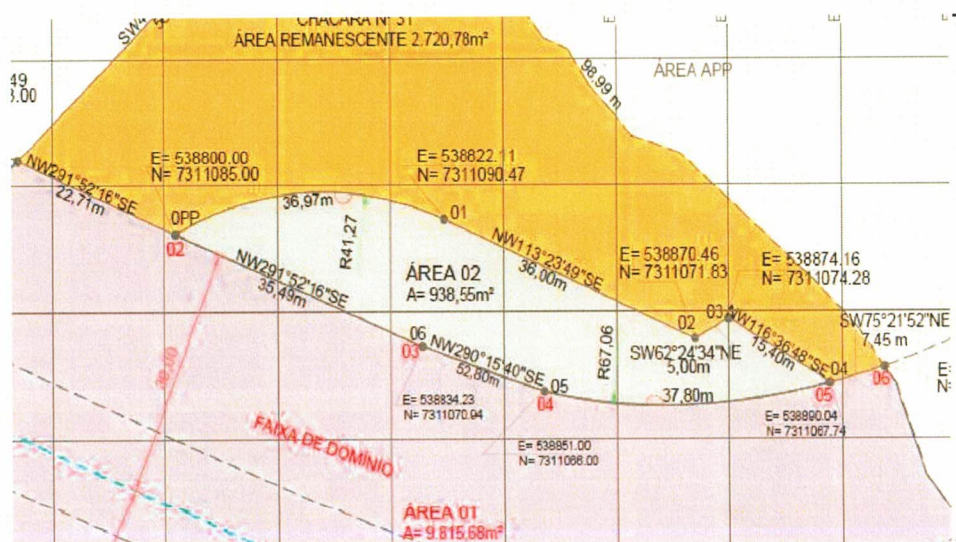 CHÁCARA Nº 31
ÁREA REMANESCENTE 2.720,78m²
SW4
49
3.00
98,99 m
ÁREA APP
NW291°52'16"SE
22,71m
E= 538800.00
N= 7311085.00
E= 538822.11
N= 7311090.47
0PP
02
36,97m
01
R41,27
NW113°23'49"SE
36,00m
E= 538870.46
N= 7311071.83
E= 538874.16
N= 7311074.28
NW291°52'16"SE
35,49m
ÁREA 02
A= 938,55m²
03
02
NW116°36'48"SE
15,40m
SW75°21'52"NE
7,45 m
06
03
NW290°15'40"SE
52,80m
R67,06
SW62°24'34"NE
5,00m
37,80m
05
04
04
05
06
E=
N=
30,00
E= 538834.23
N= 7311070.94
E= 538851.00
N= 7311066.00
E= 538890.04
N= 7311067.74
FAIXA DE DOMÍNIO
ÁREA 01
A= 9.815,68m²